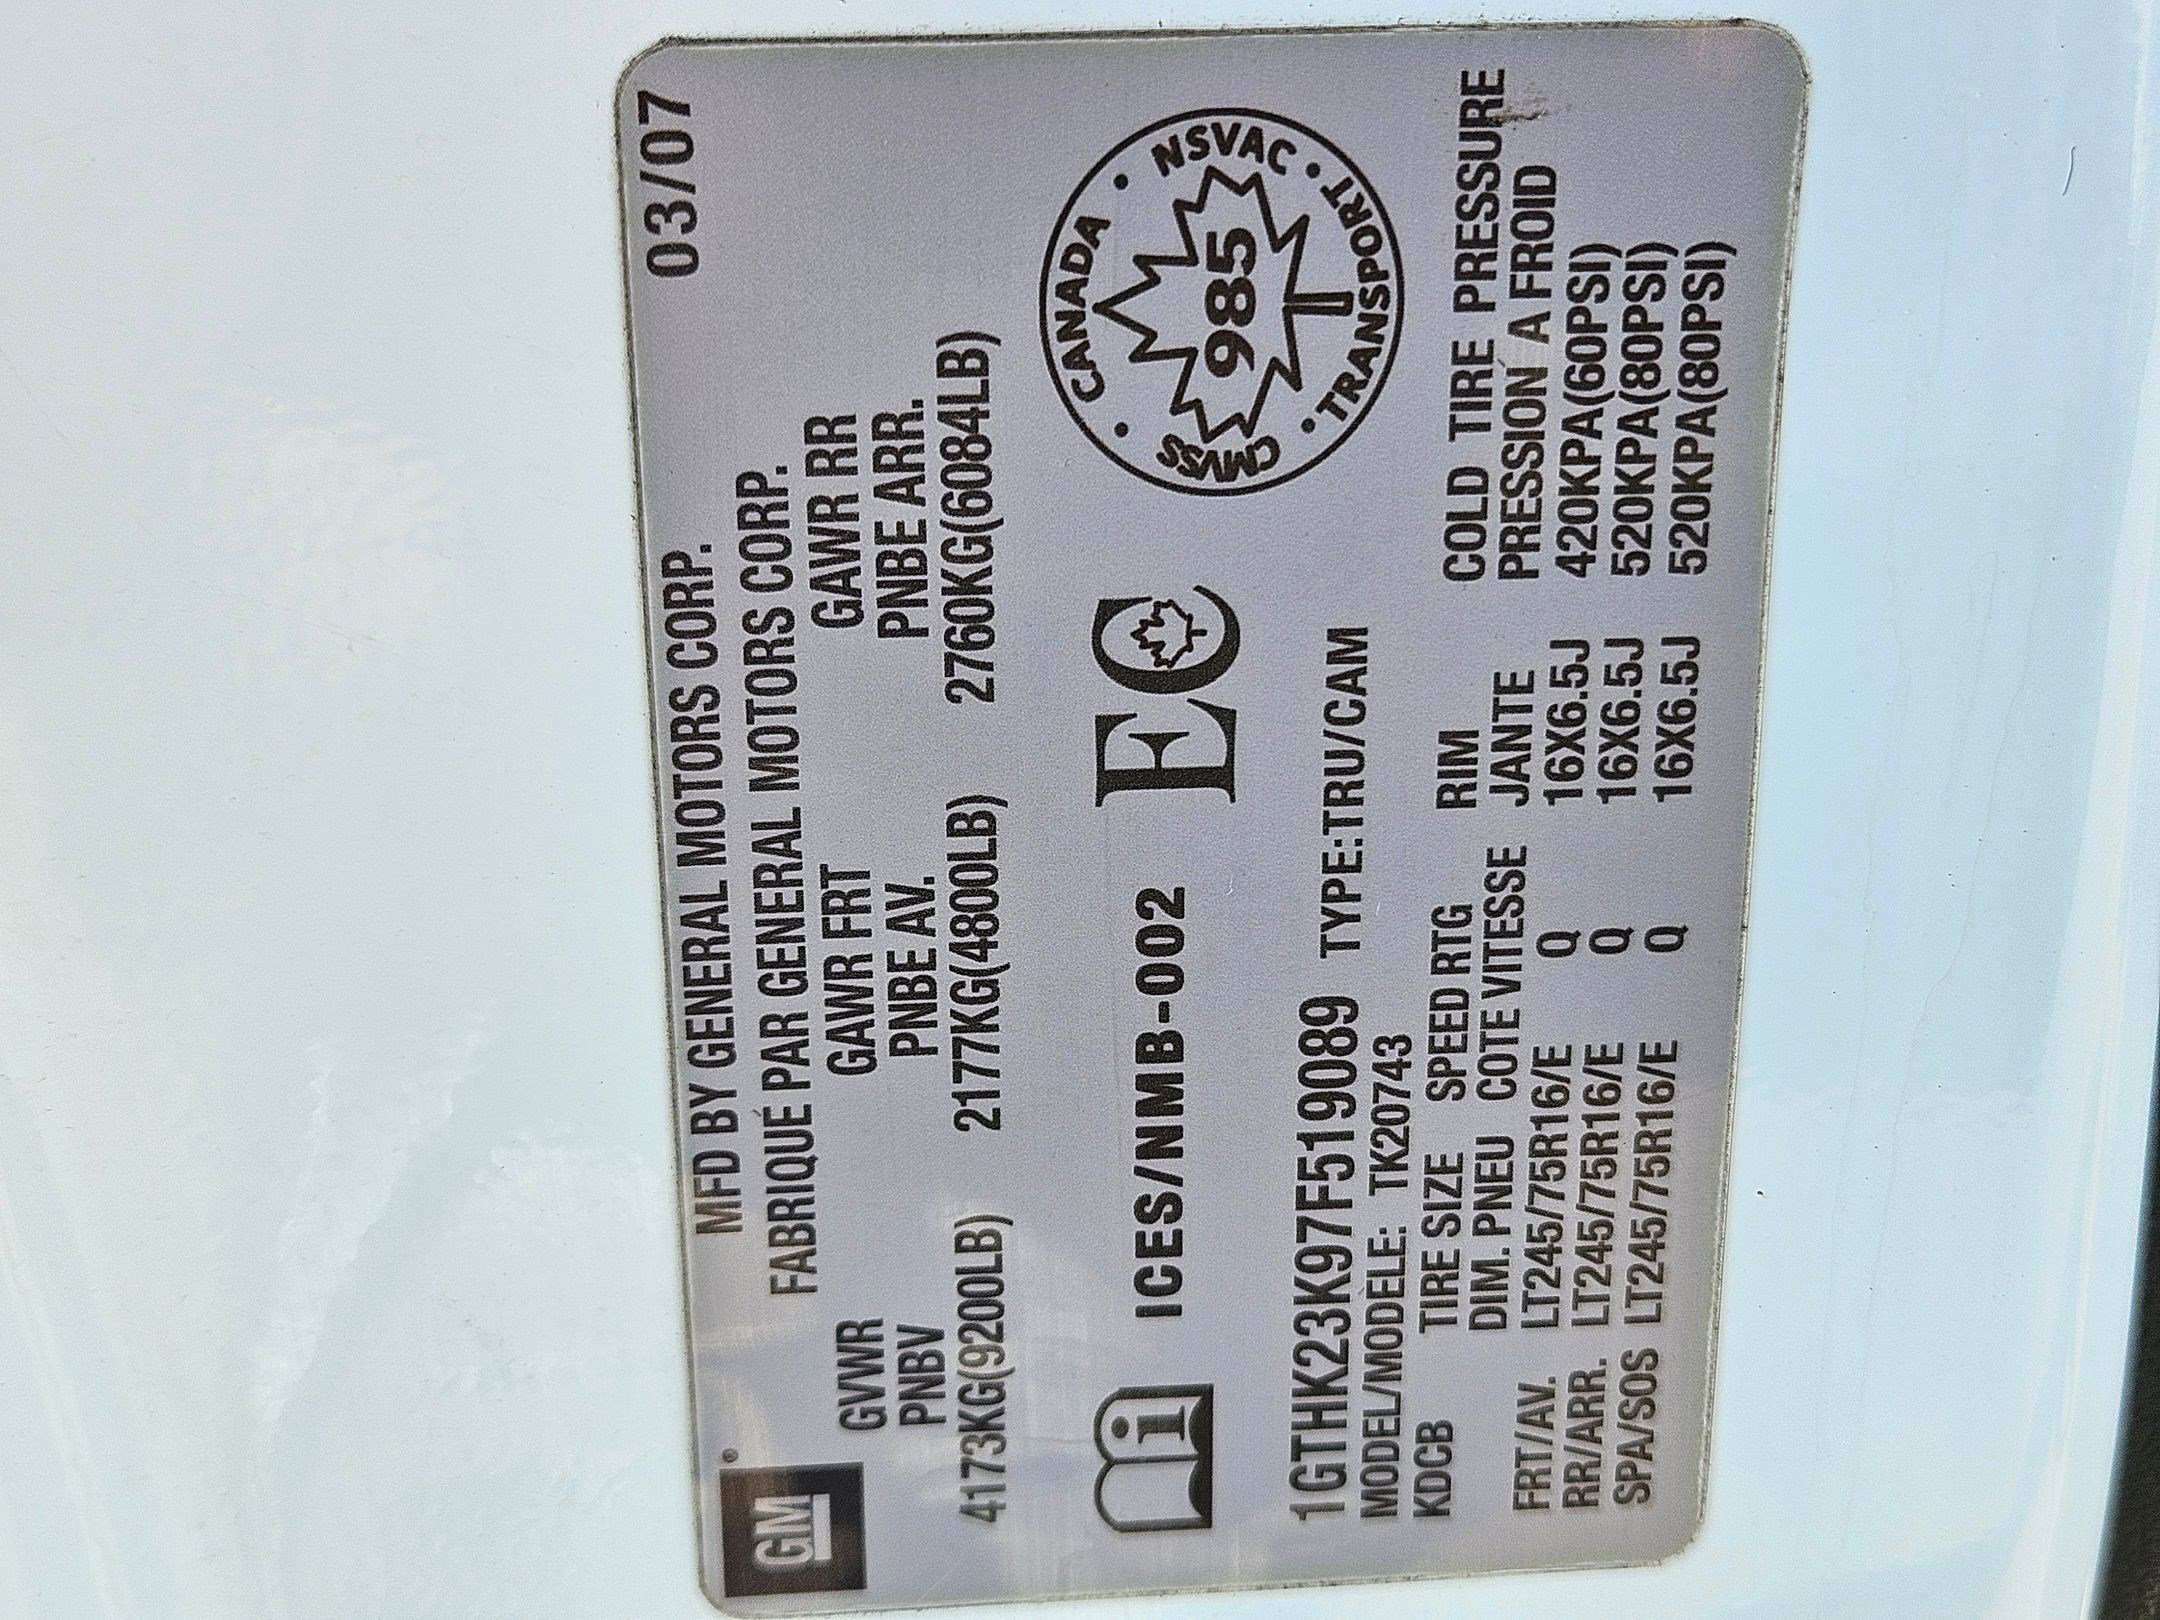 GM®
MFD BY GENERAL MOTORS CORP. 03/07
FABRIQUÉ PAR GENERAL MOTORS CORP.
GVWR GAWR FRT GAWR RR
PNBV PNBE AV. PNBE ARR.
4173KG(9200LB) 2177KG(4800LB) 2760KG(6084LB)
i ICES/NMB-002 EC
CANADA • NSVAC • TRANSPORT • CMVSS •
985
1GTHK23K97F519089 TYPE:TRU/CAM
MODEL/MODÈLE: TK20743
KDCB
TIRE SIZE SPEED RTG RIM COLD TIRE PRESSURE
DIM. PNEU COTE VITESSE JANTE PRESSION À FROID
FRT/AV. LT245/75R16/E Q 16X6.5J 420KPA(60PSI)
RR/ARR. LT245/75R16/E Q 16X6.5J 520KPA(80PSI)
SPA/SOS LT245/75R16/E Q 16X6.5J 520KPA(80PSI)